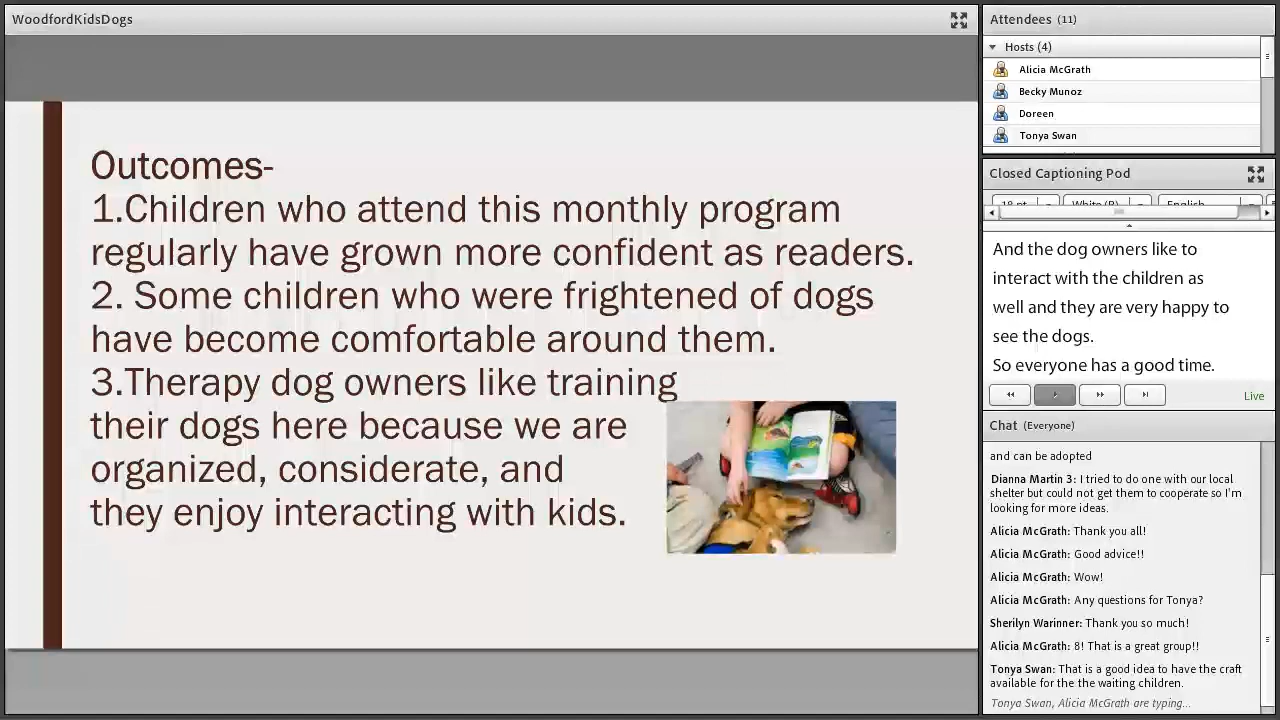 WoodfordKidsDogs
Outcomes-
1.Children who attend this monthly program
regularly have grown more confident as readers.
2. Some children who were frightened of dogs
have become comfortable around them.
3.Therapy dog owners like training
their dogs here because we are
organized, considerate, and
they enjoy interacting with kids.
Attendees (11)
Hosts (4)
Alicia McGrath
Becky Munoz
Doreen
Tonya Swan
Closed Captioning Pod
18 pt White (B) English
And the dog owners like to
interact with the children as
well and they are very happy to
see the dogs.
So everyone has a good time.
Live
Chat (Everyone)
and can be adopted
Dianna Martin 3: I tried to do one with our local
shelter but could not get them to cooperate so I'm
looking for more ideas.
Alicia McGrath: Thank you all!
Alicia McGrath: Good advice!!
Alicia McGrath: Wow!
Alicia McGrath: Any questions for Tonya?
Sherilyn Warinner: Thank you so much!
Alicia McGrath: 8! That is a great group!!
Tonya Swan: That is a good idea to have the craft
available for the the waiting children.
Tonya Swan, Alicia McGrath are typing...